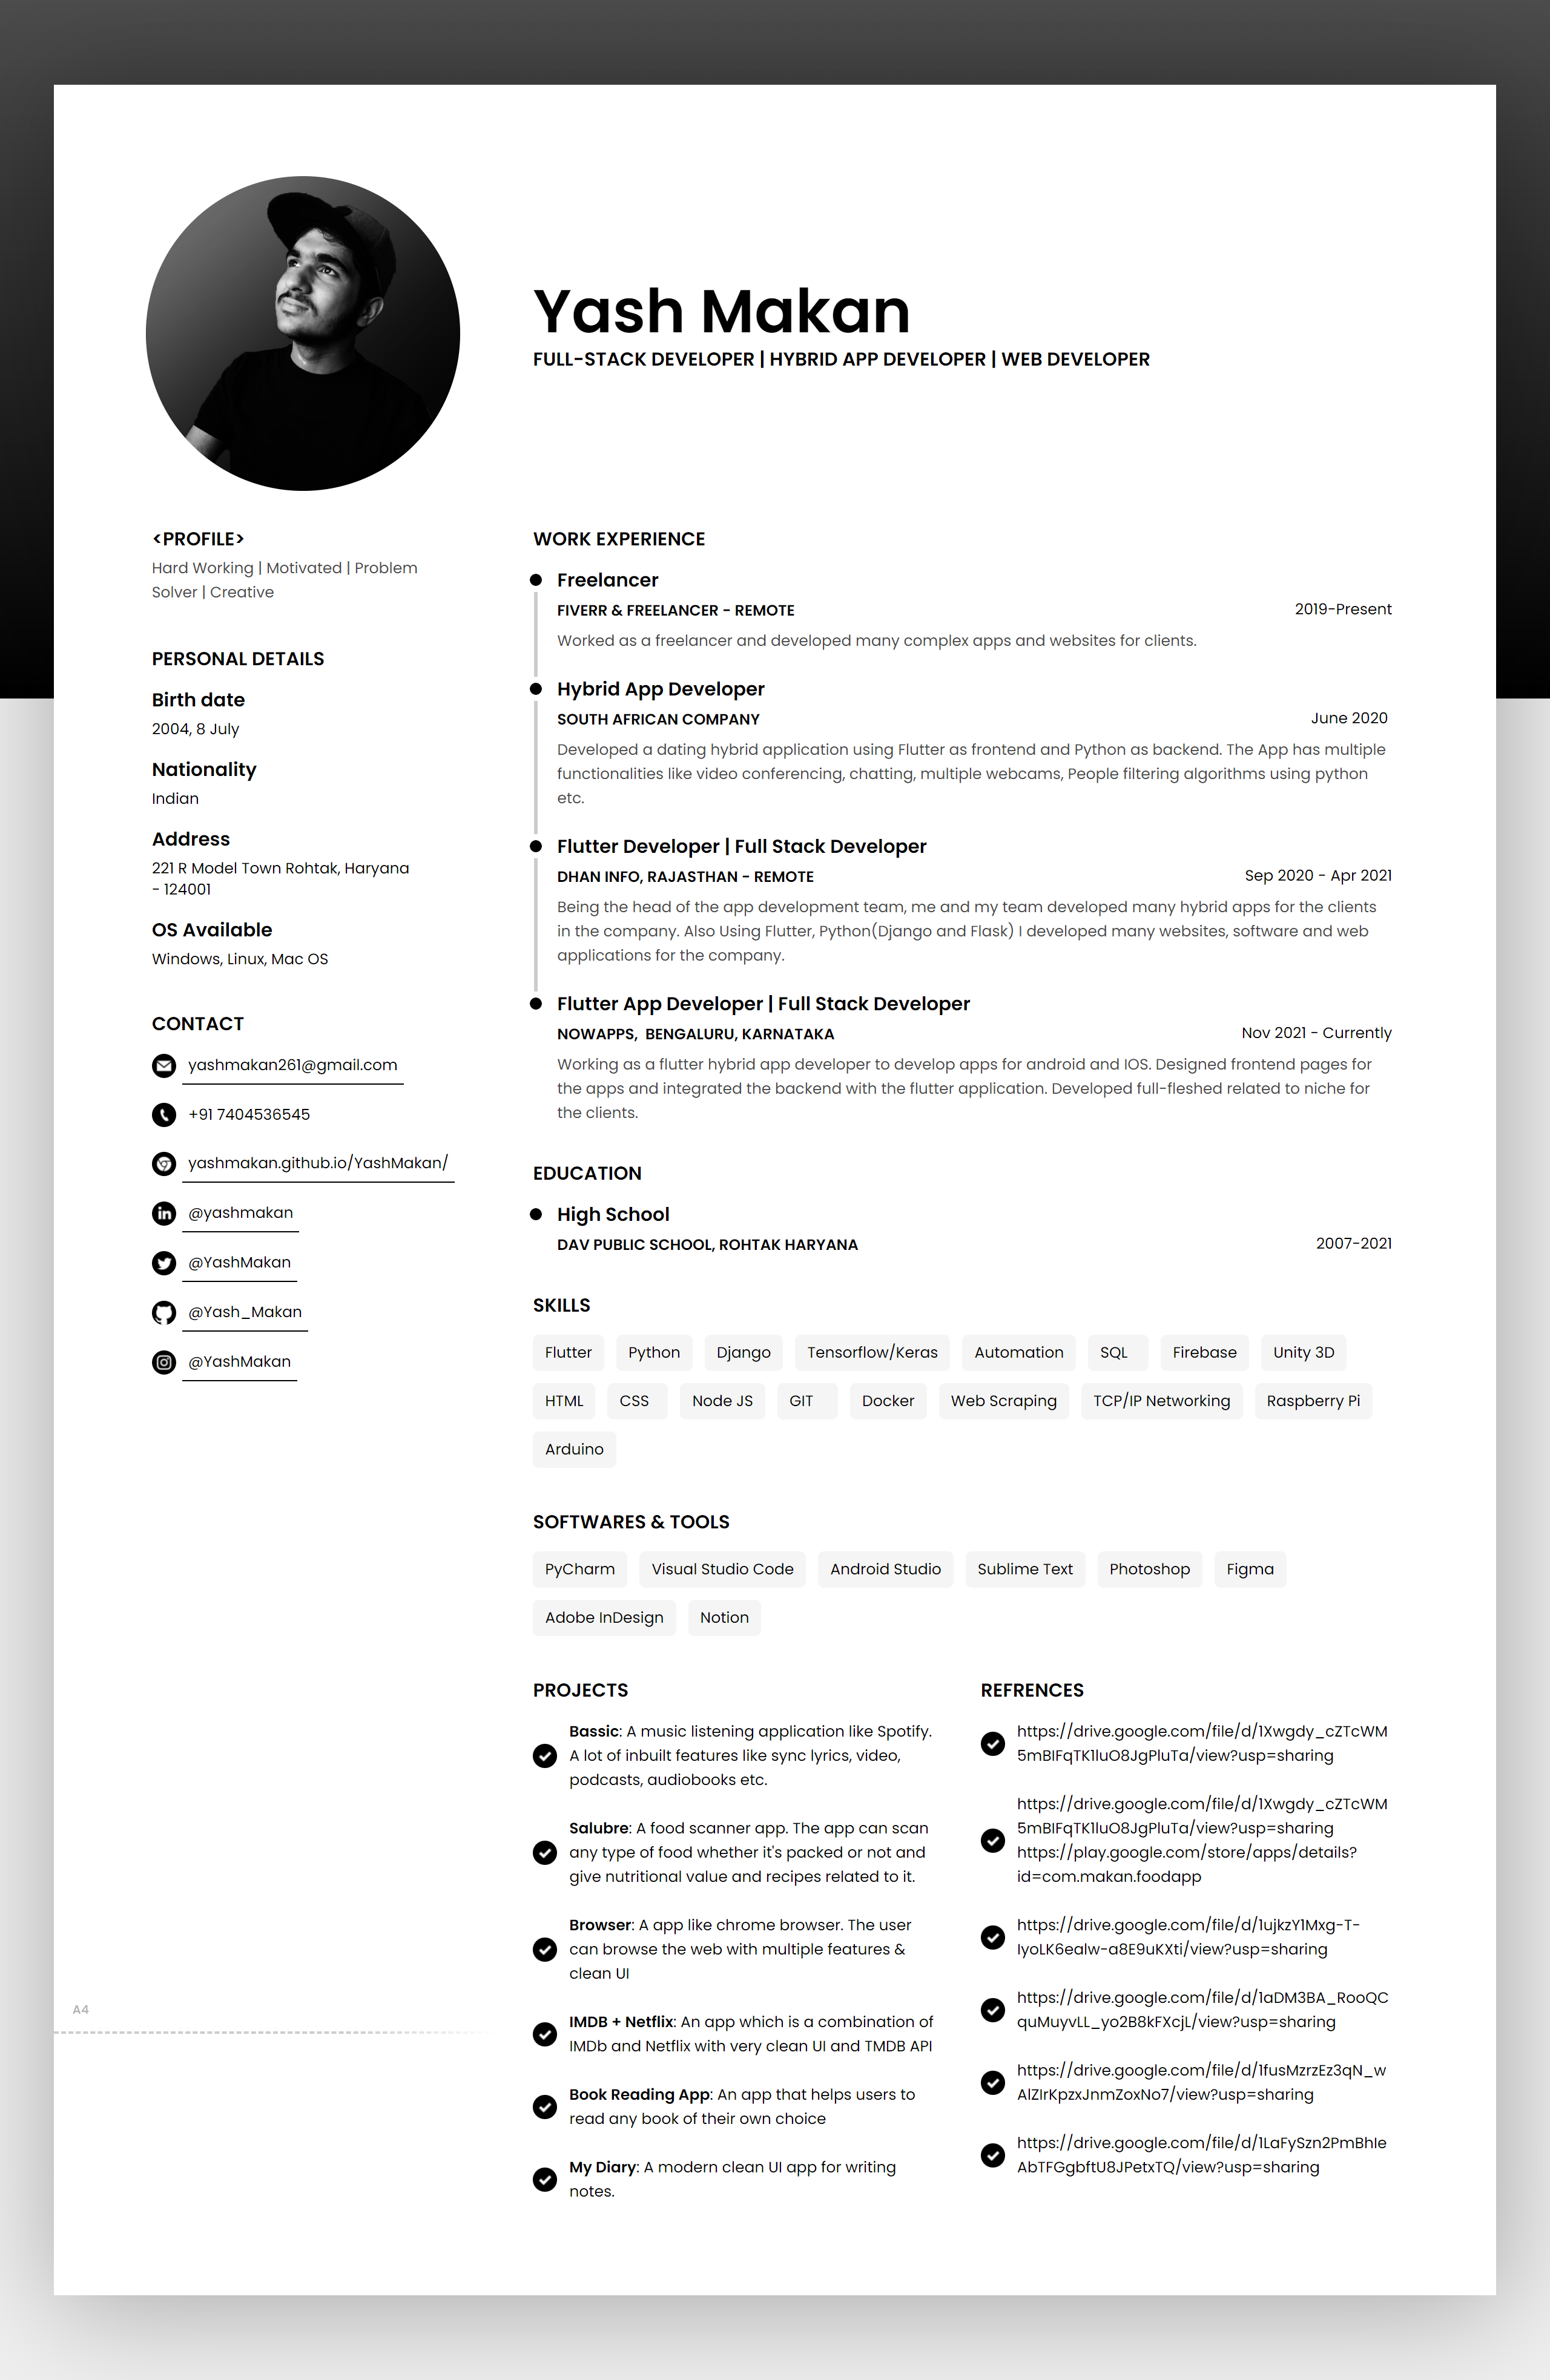 Yash Makan
FULL-STACK DEVELOPER | HYBRID APP DEVELOPER | WEB DEVELOPER
<PROFILE>
Hard Working | Motivated | Problem
Solver | Creative
PERSONAL DETAILS
Birth date
2004, 8 July
Nationality
Indian
Address
221 R Model Town Rohtak, Haryana
- 124001
OS Available
Windows, Linux, Mac OS
CONTACT
yashmakan261@gmail.com
+91 7404536545
yashmakan.github.io/YashMakan/
@yashmakan
@YashMakan
@Yash_Makan
@YashMakan
WORK EXPERIENCE
Freelancer
FIVERR & FREELANCER - REMOTE 2019-Present
Worked as a freelancer and developed many complex apps and websites for clients.
Hybrid App Developer
SOUTH AFRICAN COMPANY June 2020
Developed a dating hybrid application using Flutter as frontend and Python as backend. The App has multiple
functionalities like video conferencing, chatting, multiple webcams, People filtering algorithms using python
etc.
Flutter Developer | Full Stack Developer
DHAN INFO, RAJASTHAN - REMOTE Sep 2020 - Apr 2021
Being the head of the app development team, me and my team developed many hybrid apps for the clients
in the company. Also Using Flutter, Python(Django and Flask) I developed many websites, software and web
applications for the company.
Flutter App Developer | Full Stack Developer
NOWAPPS, BENGALURU, KARNATAKA Nov 2021 - Currently
Working as a flutter hybrid app developer to develop apps for android and IOS. Designed frontend pages for
the apps and integrated the backend with the flutter application. Developed full-fleshed related to niche for
the clients.
EDUCATION
High School
DAV PUBLIC SCHOOL, ROHTAK HARYANA 2007-2021
SKILLS
Flutter Python Django Tensorflow/Keras Automation SQL Firebase Unity 3D
HTML CSS Node JS GIT Docker Web Scraping TCP/IP Networking Raspberry Pi
Arduino
SOFTWARES & TOOLS
PyCharm Visual Studio Code Android Studio Sublime Text Photoshop Figma
Adobe InDesign Notion
PROJECTS
Bassic: A music listening application like Spotify.
A lot of inbuilt features like sync lyrics, video,
podcasts, audiobooks etc.
Salubre: A food scanner app. The app can scan
any type of food whether it's packed or not and
give nutritional value and recipes related to it.
Browser: A app like chrome browser. The user
can browse the web with multiple features &
clean UI
IMDB + Netflix: An app which is a combination of
IMDb and Netflix with very clean UI and TMDB API
Book Reading App: An app that helps users to
read any book of their own choice
My Diary: A modern clean UI app for writing
notes.
REFRENCES
https://drive.google.com/file/d/1Xwgdy_cZTcWM
5mBIFqTK1luO8JgPluTa/view?usp=sharing
https://drive.google.com/file/d/1Xwgdy_cZTcWM
5mBIFqTK1luO8JgPluTa/view?usp=sharing
https://play.google.com/store/apps/details?
id=com.makan.foodapp
https://drive.google.com/file/d/1ujkzY1Mxg-T-
IyoLK6ealw-a8E9uKXti/view?usp=sharing
https://drive.google.com/file/d/1aDM3BA_RooQC
quMuyvLL_yo2B8kFXcjL/view?usp=sharing
https://drive.google.com/file/d/1fusMzrzEz3qN_w
AlZIrKpzxJnmZoxNo7/view?usp=sharing
https://drive.google.com/file/d/1LaFySzn2PmBhIe
AbTFGgbftU8JPetxTQ/view?usp=sharing
A4